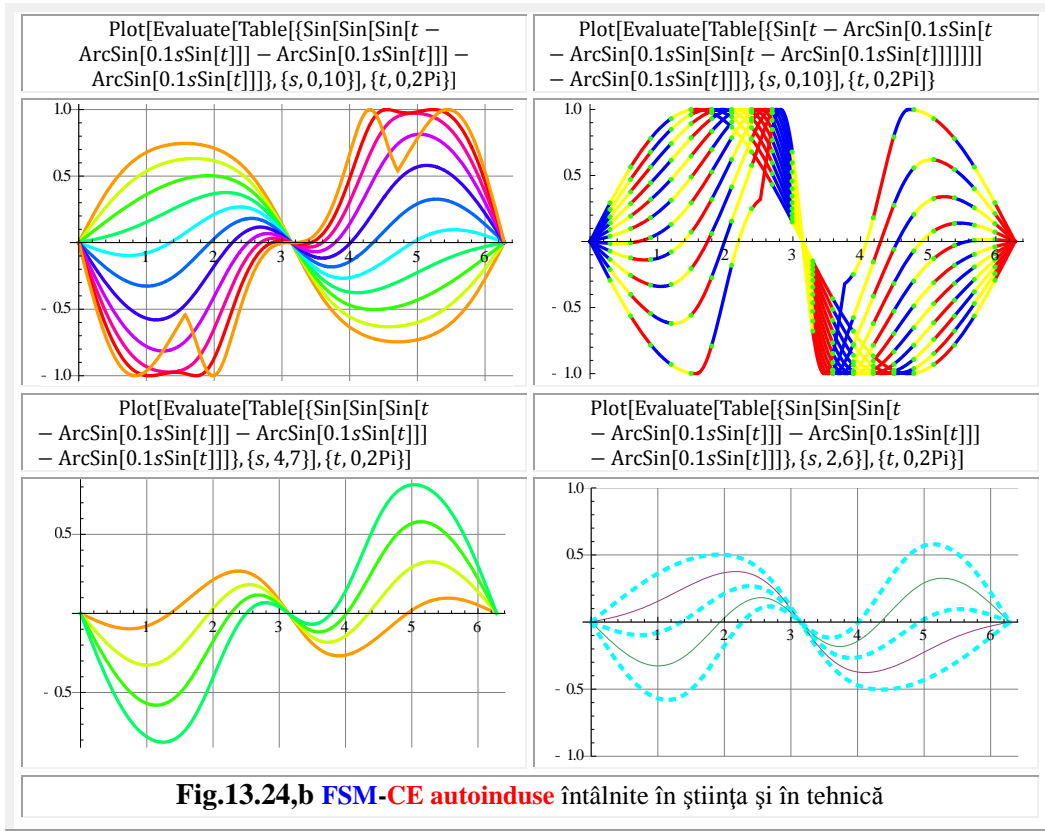 Plot[Evaluate[Table[{Sin[Sin[Sin[𝑡 −
ArcSin[0.1𝑠Sin[𝑡]]] − ArcSin[0.1𝑠Sin[𝑡]]] −
ArcSin[0.1𝑠Sin[𝑡]]]}, {𝑠, 0,10}], {𝑡, 0,2Pi}]
Plot[Evaluate[Table[{Sin[𝑡 − ArcSin[0.1𝑠Sin[𝑡
− ArcSin[0.1𝑠Sin[Sin[𝑡 − ArcSin[0.1𝑠Sin[𝑡]]]]]]]
− ArcSin[0.1𝑠Sin[𝑡]]]}, {𝑠, 0,10}], {𝑡, 0,2Pi]}
1.0
0.5
1 2 3 4 5 6
- 0.5
- 1.0
1.0
0.5
1 2 3 4 5 6
- 0.5
- 1.0
Plot[Evaluate[Table[{Sin[Sin[Sin[𝑡
− ArcSin[0.1𝑠Sin[𝑡]]] − ArcSin[0.1𝑠Sin[𝑡]]]
− ArcSin[0.1𝑠Sin[𝑡]]]}, {𝑠, 4,7}], {𝑡, 0,2Pi}]
Plot[Evaluate[Table[{Sin[Sin[Sin[𝑡
− ArcSin[0.1𝑠Sin[𝑡]]] − ArcSin[0.1𝑠Sin[𝑡]]]
− ArcSin[0.1𝑠Sin[𝑡]]]}, {𝑠, 2,6}], {𝑡, 0,2Pi}]
0.5
1 2 3 4 5 6
- 0.5
1.0
0.5
1 2 3 4 5 6
- 0.5
- 1.0
Fig.13.24,b FSM-CE autoinduse întâlnite în ştiinţa şi în tehnică